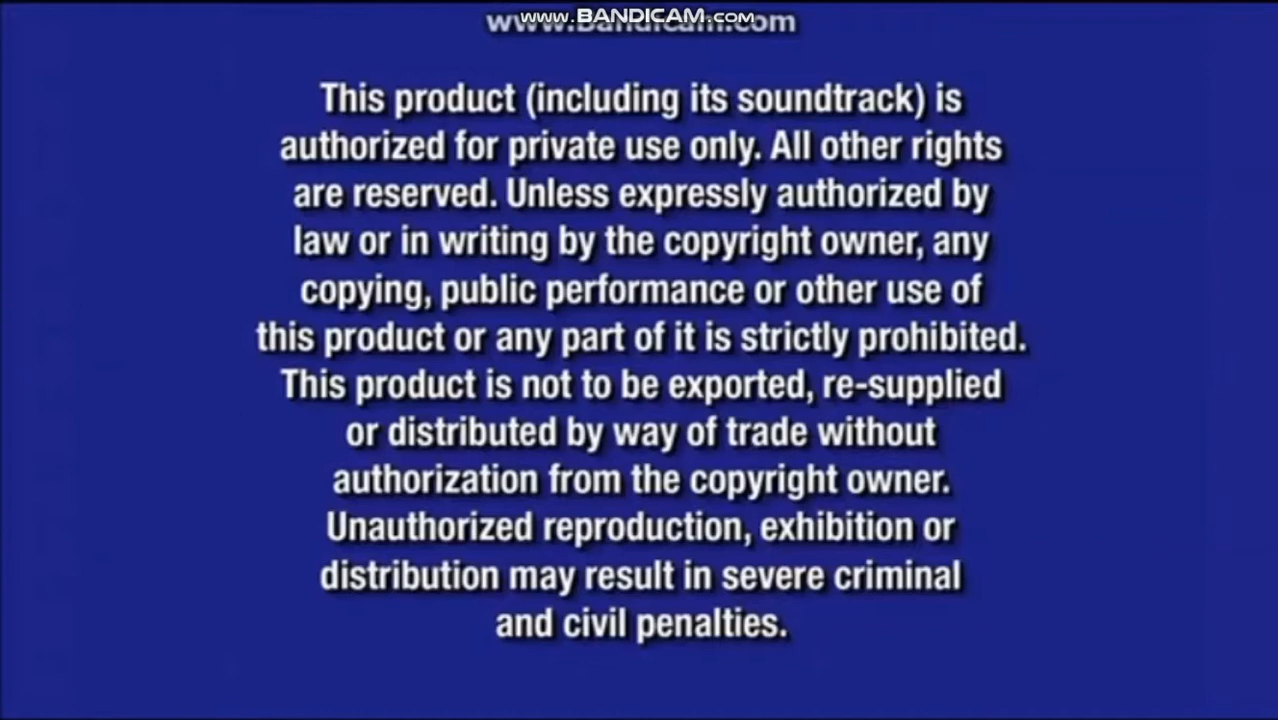 www.BANDICAM.com
www.Bandicam.com
This product (including its soundtrack) is
authorized for private use only. All other rights
are reserved. Unless expressly authorized by
law or in writing by the copyright owner, any
copying, public performance or other use of
this product or any part of it is strictly prohibited.
This product is not to be exported, re-supplied
or distributed by way of trade without
authorization from the copyright owner.
Unauthorized reproduction, exhibition or
distribution may result in severe criminal
and civil penalties.